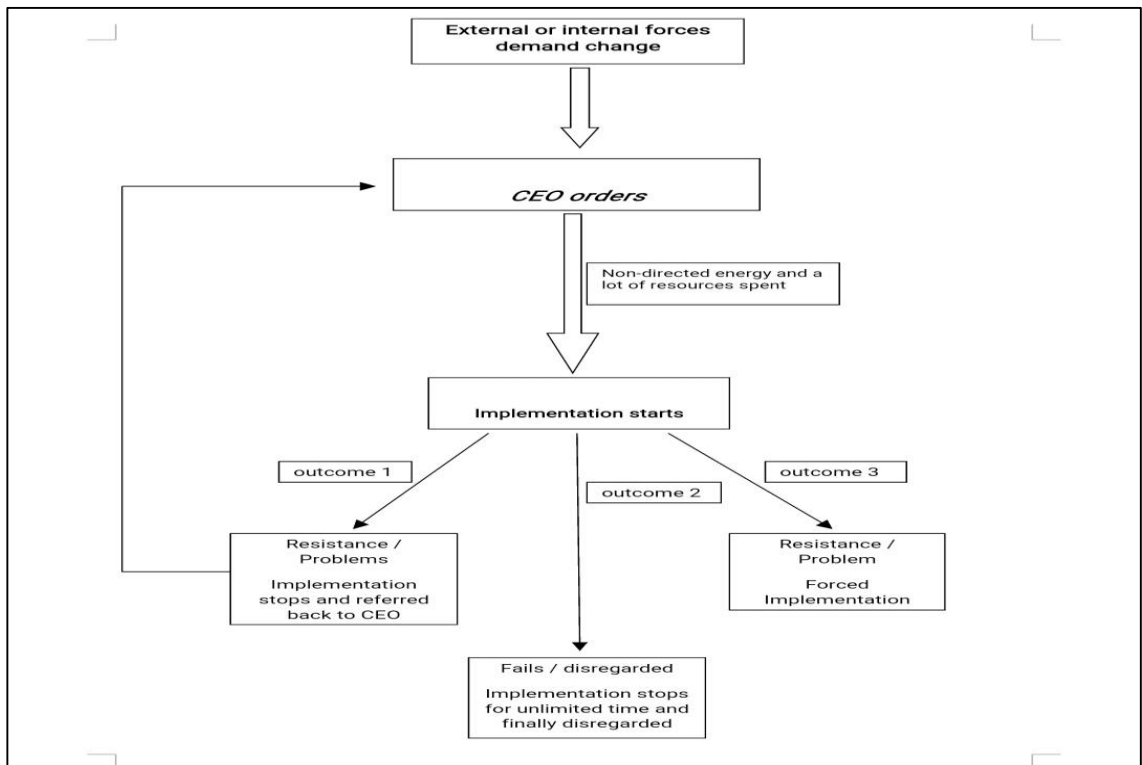 External or internal forces
demand change
CEO orders
Non-directed energy and a
lot of resources spent
Implementation starts
outcome 1
outcome 2
outcome 3
Resistance /
Problems
Implementation
stops and referred
back to CEO
Resistance /
Problem
Forced
Implementation
Fails / disregarded
Implementation stops
for unlimited time and
finally disregarded